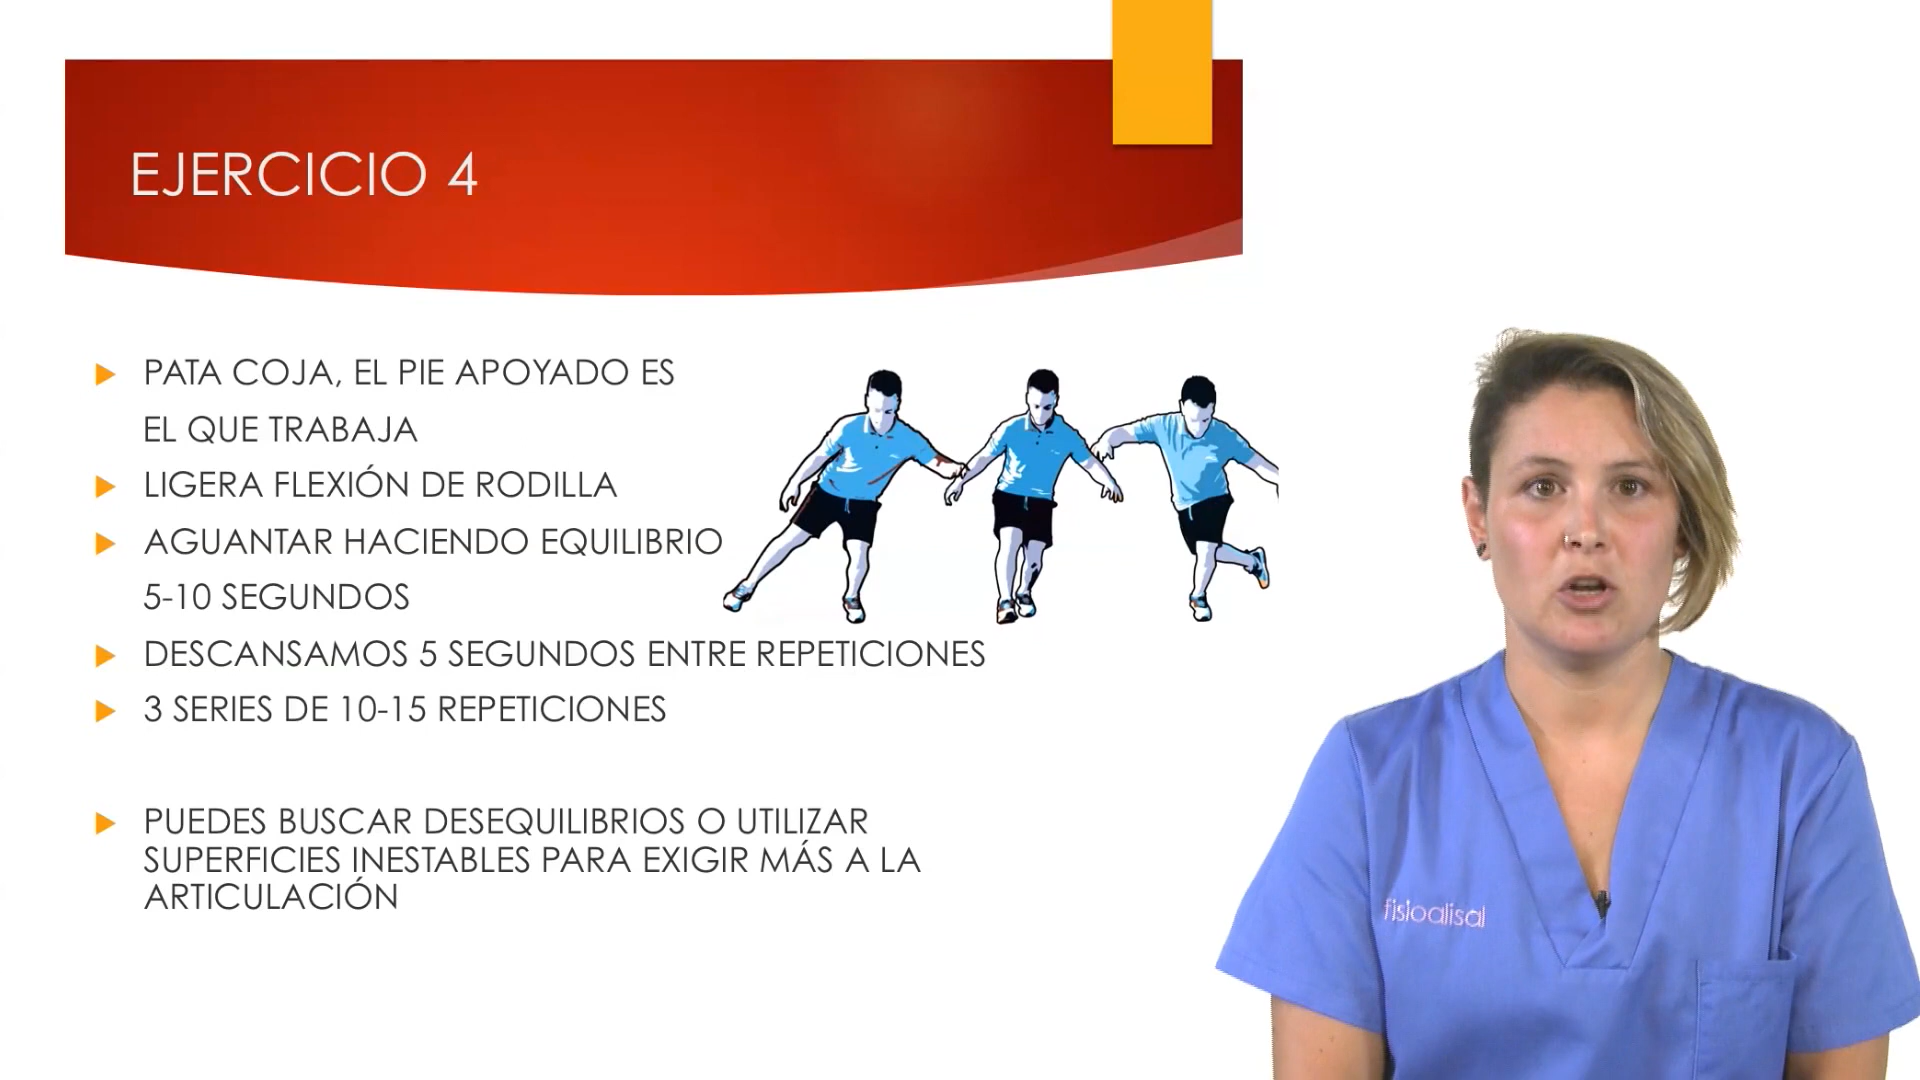 EJERCICIO 4
PATA COJA, EL PIE APOYADO ES
EL QUE TRABAJA
LIGERA FLEXIÓN DE RODILLA
AGUANTAR HACIENDO EQUILIBRIO
5-10 SEGUNDOS
DESCANSAMOS 5 SEGUNDOS ENTRE REPETICIONES
3 SERIES DE 10-15 REPETICIONES
PUEDES BUSCAR DESEQUILIBRIOS O UTILIZAR
SUPERFICIES INESTABLES PARA EXIGIR MÁS A LA
ARTICULACIÓN
fisioalisal